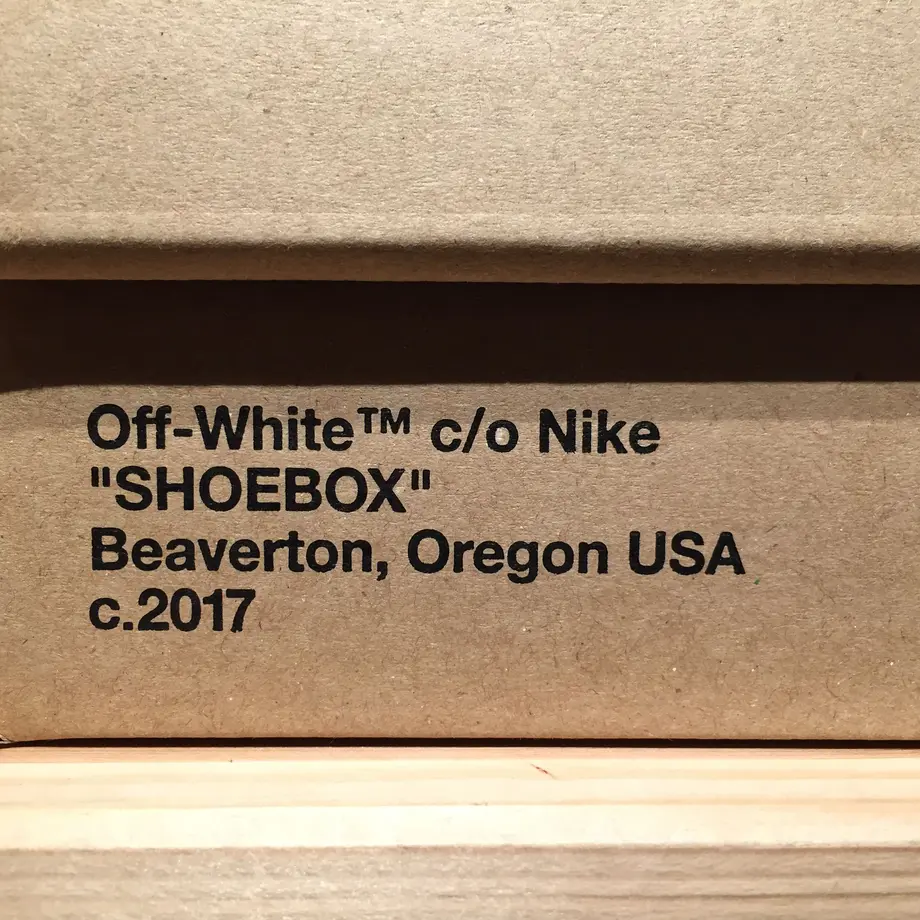 Off-White™ c/o Nike
"SHOEBOX"
Beaverton, Oregon USA
c.2017